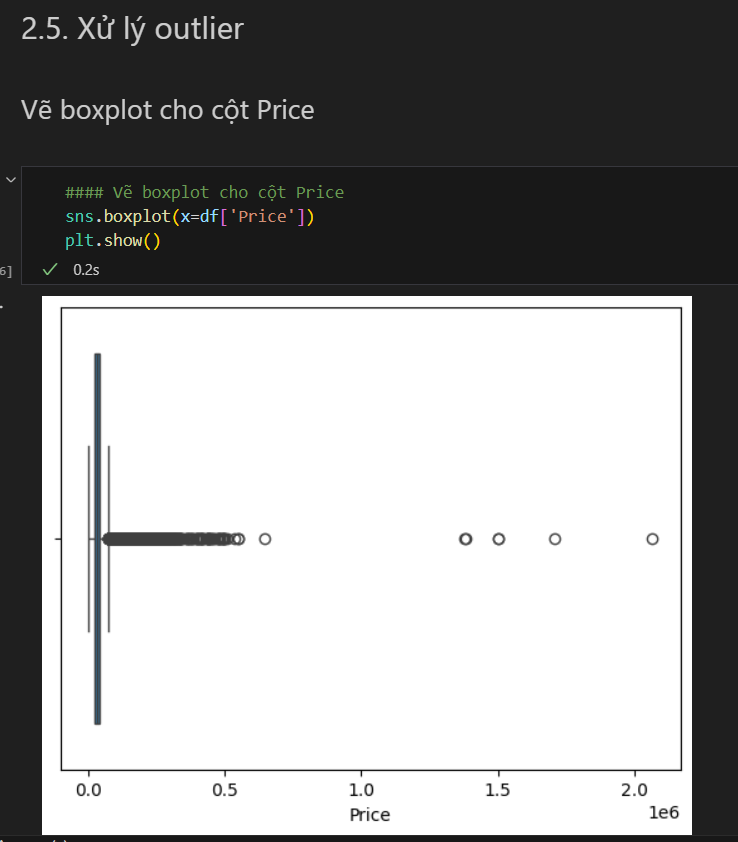 2.5. Xử lý outlier
Vẽ boxplot cho cột Price
#### Vẽ boxplot cho cột Price
sns.boxplot(x=df['Price'])
plt.show()
6]
0.2s
0.0 0.5 1.0 1.5 2.0
1e6
Price